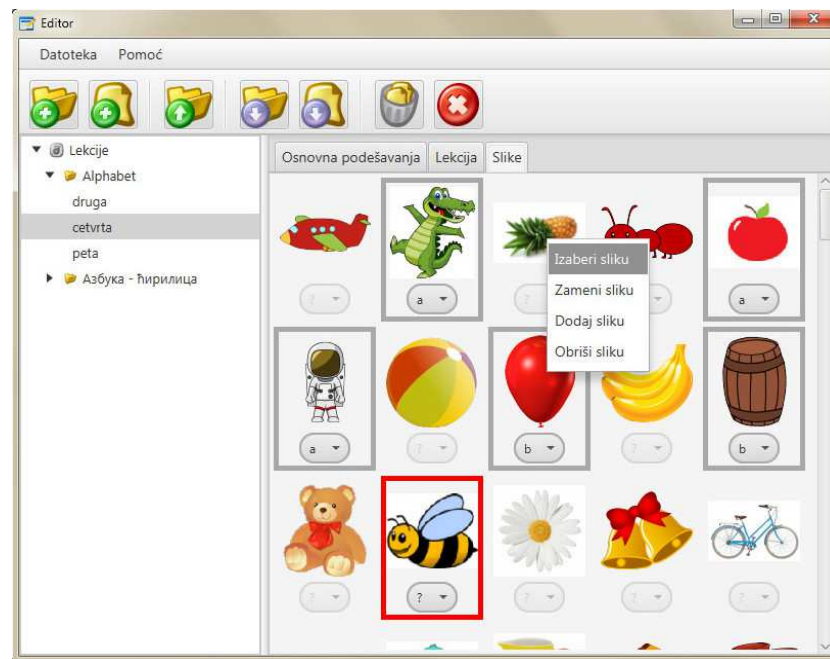 Editor
Datoteka Pomoć
Lekcije
Alphabet
druga
cetvrta
peta
Азбука - ћирилица
Osnovna podešavanja Lekcija Slike
? a ? a
Izaberi sliku
Zameni sliku
Dodaj sliku
Obriši sliku
a ? b ? b
? ? ? ? ?